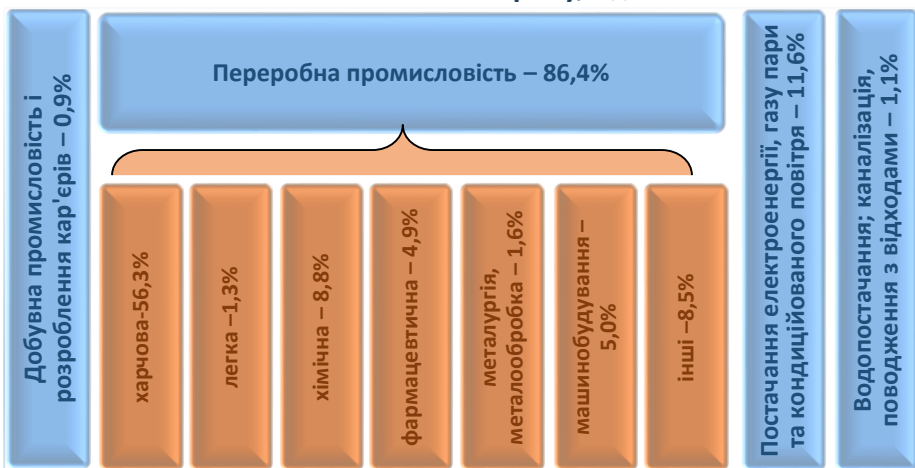 Добувна промисловість і
розроблення кар'єрів – 0,9%
Переробна промисловість – 86,4%
харчова-56,3%
легка –1,3%
хімічна – 8,8%
фармацевтична – 4,9%
металургія,
металообробка – 1,6%
машинобудування –
5,0%
інші –8,5%
Постачання електроенергії, газу пари
та кондиційованого повітря – 11,6%
Водопостачання; каналізація,
поводження з відходами – 1,1%